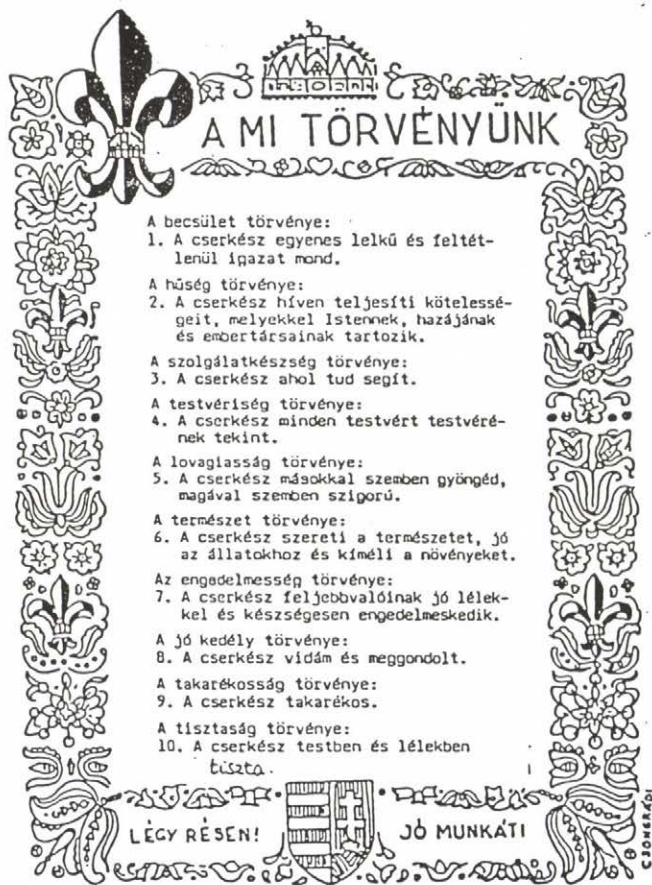 A MI TÖRVÉNYÜNK
A becsület törvénye:
1. A cserkész egyenes lelkű és feltét-
lenül igazat mond.
A hűség törvénye:
2. A cserkész híven teljesíti kötelessé-
geit, melyekkel Istennek, hazájának
és embertársainak tartozik.
A szolgálatkészség törvénye:
3. A cserkész ahol tud segít.
A testvériség törvénye:
4. A cserkész minden testvért testvéré-
nek tekint.
A lovagiasság törvénye:
5. A cserkész másokkal szemben gyöngéd,
magával szemben szigorú.
A természet törvénye:
6. A cserkész szereti a természetet, jó
az állatokhoz és kíméli a növényeket.
Az engedelmesség törvénye:
7. A cserkész feljebbvalóinak jó lélek-
kel és készségesen engedelmeskedik.
A jó kedély törvénye:
8. A cserkész vidám és meggondolt.
A takarékosság törvénye:
9. A cserkész takarékos.
A tisztaság törvénye:
10. A cserkész testben és lélekben
tiszta.
LÉGY RÉSEN! JÓ MUNKÁT!
CSONGRÁDI